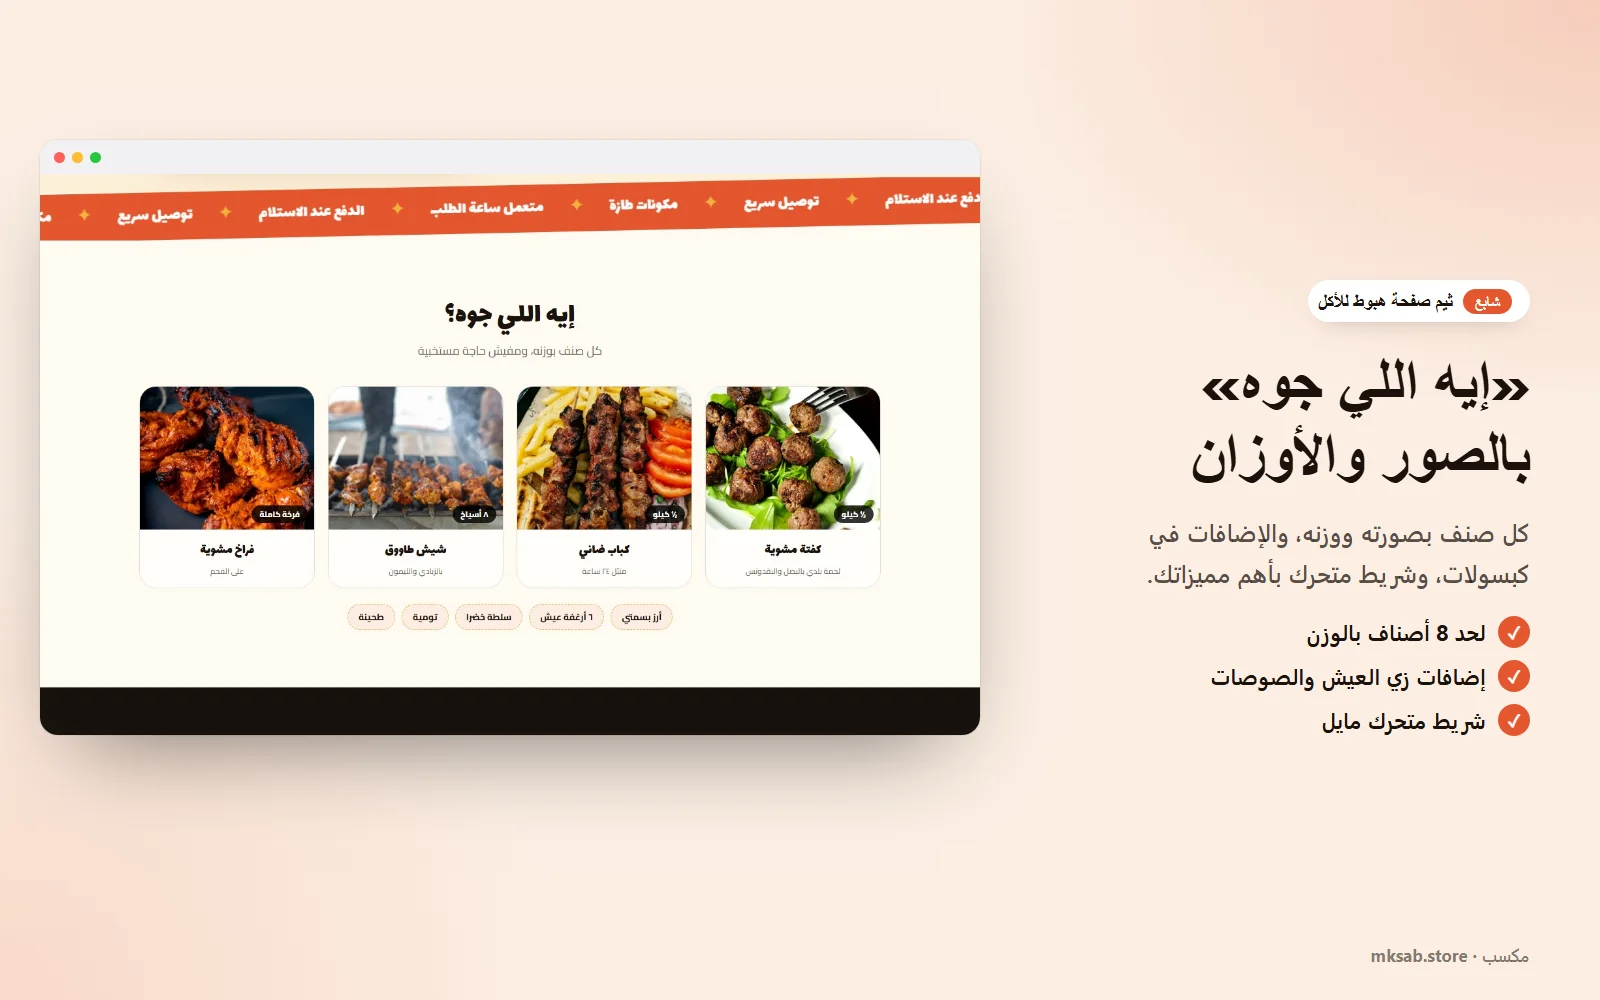 شابع ثيم صفحة هبوط للأكل
«إيه اللي جوه»
بالصور والأوزان
كل صنف بصورته ووزنه، والإضافات في
كبسولات، وشريط متحرك بأهم مميزاتك.
لحد 8 أصناف بالوزن
إضافات زي العيش والصوصات
شريط متحرك مايل
مكسب · mksab.store
دفع عند الاستلام ✦ توصيل سريع ✦ مكونات طازة ✦ متعمل ساعة الطلب ✦ الدفع عند الاستلام ✦ توصيل سريع ✦
إيه اللي جوه؟
كل صنف بوزنه، ومفيش حاجة مستخبية
½ كيلو
½ كيلو
٨ أسياخ
فرخة كاملة
كفتة مشوية
كباب ضاني
شيش طاووق
فراخ مشوية
لحمة بلدي بالبصل والبقدونس
متبّل ٢٤ ساعة
بالزبادي والليمون
على الفحم
أرز بسمتي
٦ أرغفة عيش
سلطة خضرا
تومية
طحينة